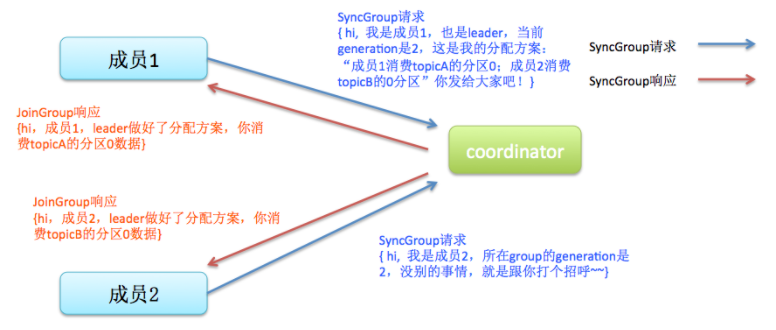 SyncGroup请求
{ hi, 我是成员1，也是leader，当前
generation是2，这是我的分配方案：
“成员1消费topicA的分区0；成员2消费
topicB的0分区”你发给大家吧！}
SyncGroup请求
SyncGroup响应
成员1
JoinGroup响应
{hi，成员1，leader做好了分配方案，你消
费topicA的分区0数据}
coordinator
JoinGroup响应
{hi，成员2，leader做好了分配方案，你消
费topicB的分区0数据}
SyncGroup请求
{ hi, 我是成员2，所在group的generation是
2，没别的事情，就是跟你打个招呼~~}
成员2